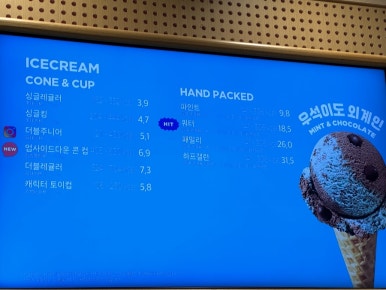 ICECREAM
CONE & CUP
싱글레귤러 3,9
싱글킹 4,7
더블주니어 5,1
NEW 업사이드다운 콘 컵 6,9
더블레귤러 7,3
캐릭터 토이컵 5,8
HAND PACKED
파인트 9,8
HIT 쿼터 18,5
패밀리 26,0
하프갤런 31,5
우석이도 외계인
MINT & CHOCOLATE